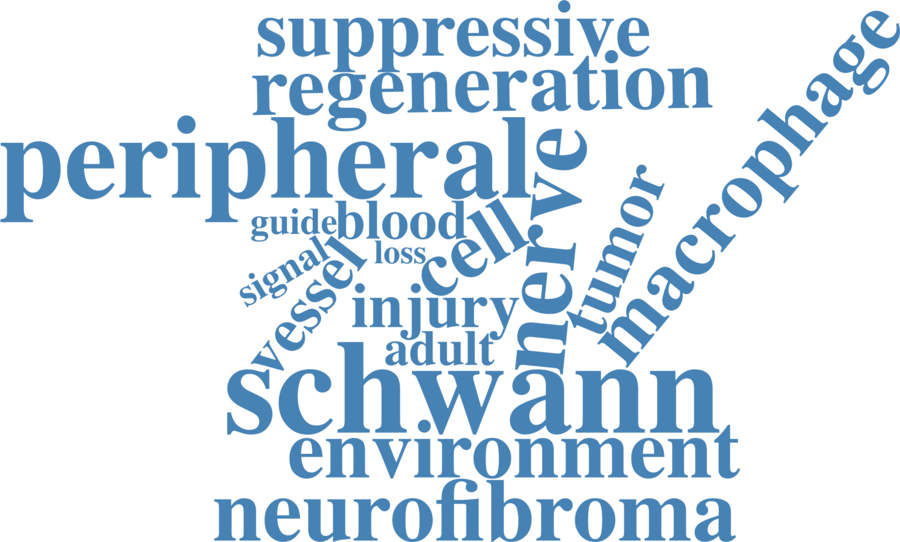 suppressive
regeneration
macrophage
peripheral
nerve
tumor
guide
blood
cell
loss
signal
vessel
injury
adult
schwann
environment
neurofibroma